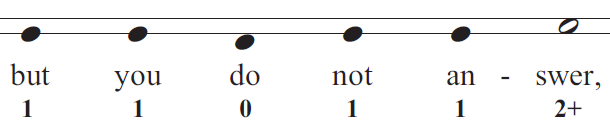 but you do not an - swer,
1 1 0 1 1 2+